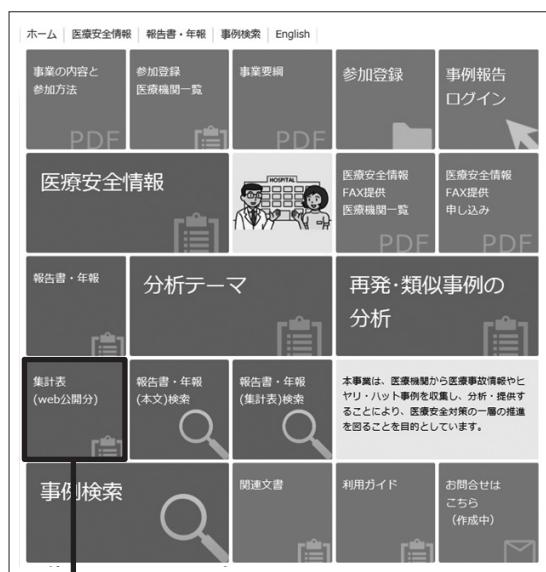 ホーム 医療安全情報 報告書・年報 事例検索 English
事業の内容と
参加方法
PDF
参加登録
医療機関一覧
事業要綱
PDF
参加登録
事例報告
ログイン
医療安全情報
HOSPITAL
医療安全情報
FAX提供
医療機関一覧
PDF
医療安全情報
FAX提供
申し込み
PDF
報告書・年報
分析テーマ
再発・類似事例の
分析
集計表
(web公開分)
報告書・年報
(本文)検索
報告書・年報
(集計表)検索
本事業は、医療機関から医療事故情報やヒ
ヤリ・ハット事例を収集し、分析・提供す
ることにより、医療安全対策の一層の推進
を図ることを目的としています。
事例検索
関連文書
利用ガイド
お問合せは
こちら
(作成中)